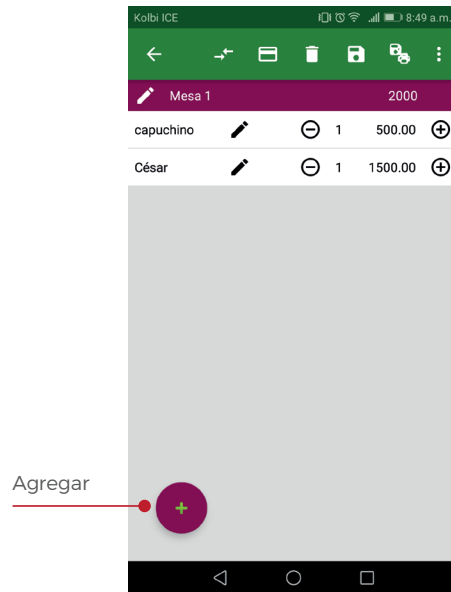 Kolbi ICE 8:49 a.m.
Mesa 1 2000
capuchino 1 500.00
César 1 1500.00
Agregar